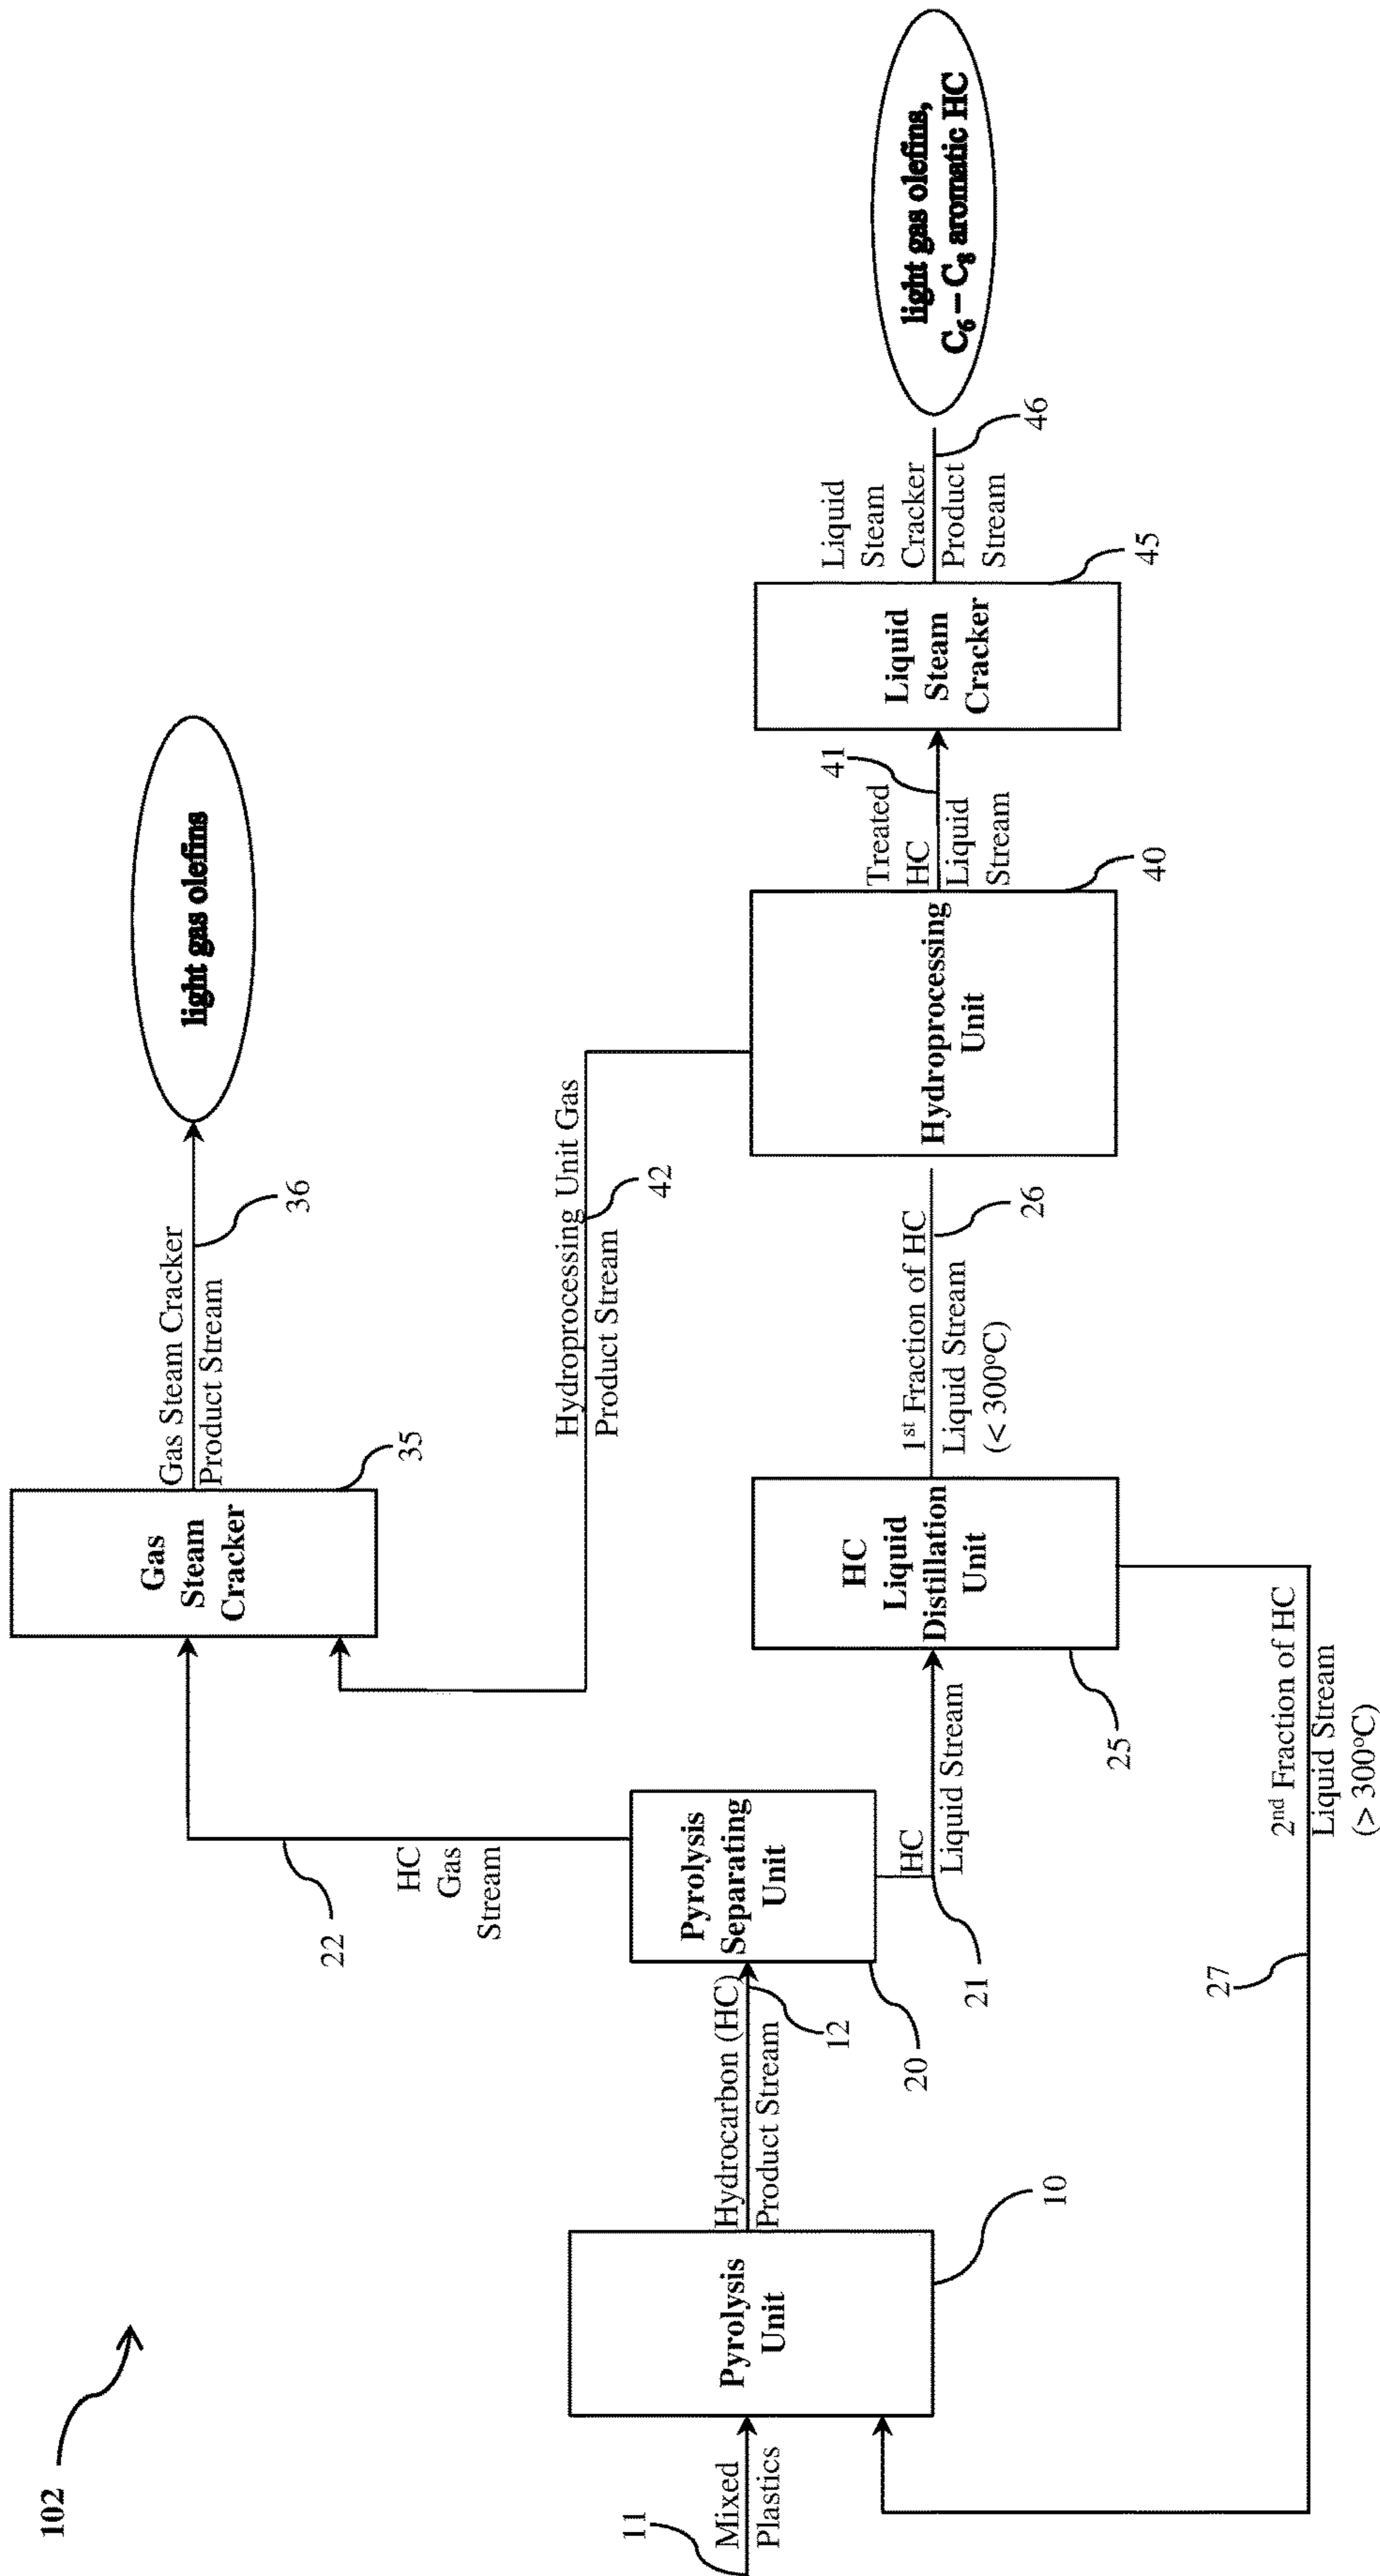 102
11
Mixed
Plastics
Pyrolysis
Unit
10
Hydrocarbon (HC)
Product Stream
12
Pyrolysis
Separating
Unit
20
HC
Gas
Stream
22
HC
Liquid Stream
21
HC
Liquid
Distillation
Unit
25
2nd Fraction of HC
Liquid Stream
(> 300ºC)
27
1st Fraction of HC
Liquid Stream
(< 300ºC)
26
Gas
Steam
Cracker
35
Gas Steam Cracker
Product Stream
36
light gas olefins
Hydroprocessing Unit Gas
Product Stream
42
Hydroprocessing
Unit
40
Treated
HC
Liquid
Stream
41
Liquid
Steam
Cracker
45
Liquid
Steam
Cracker
Product
Stream
46
light gas olefins,
C6 – C8 aromatic HC